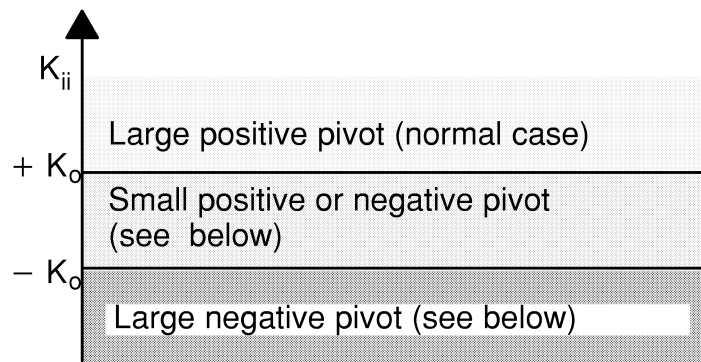 K_ii
Large positive pivot (normal case)
+ K_o
Small positive or negative pivot
(see below)
− K_o
Large negative pivot (see below)